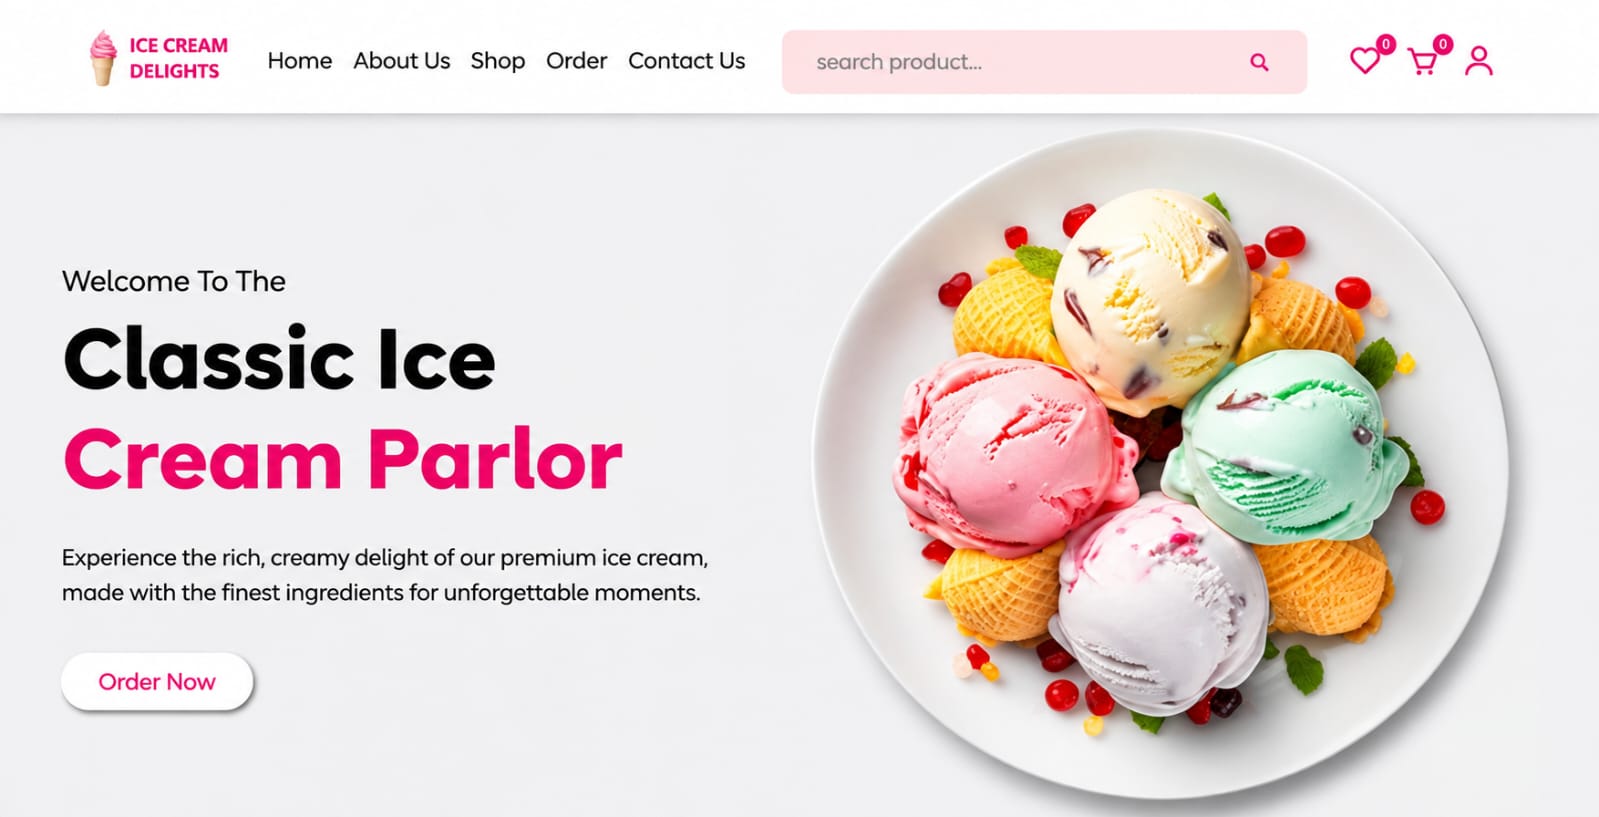 ICE CREAM
DELIGHTS
Home About Us Shop Order Contact Us
search product...
0
0
Welcome To The
Classic Ice
Cream Parlor
Experience the rich, creamy delight of our premium ice cream,
made with the finest ingredients for unforgettable moments.
Order Now